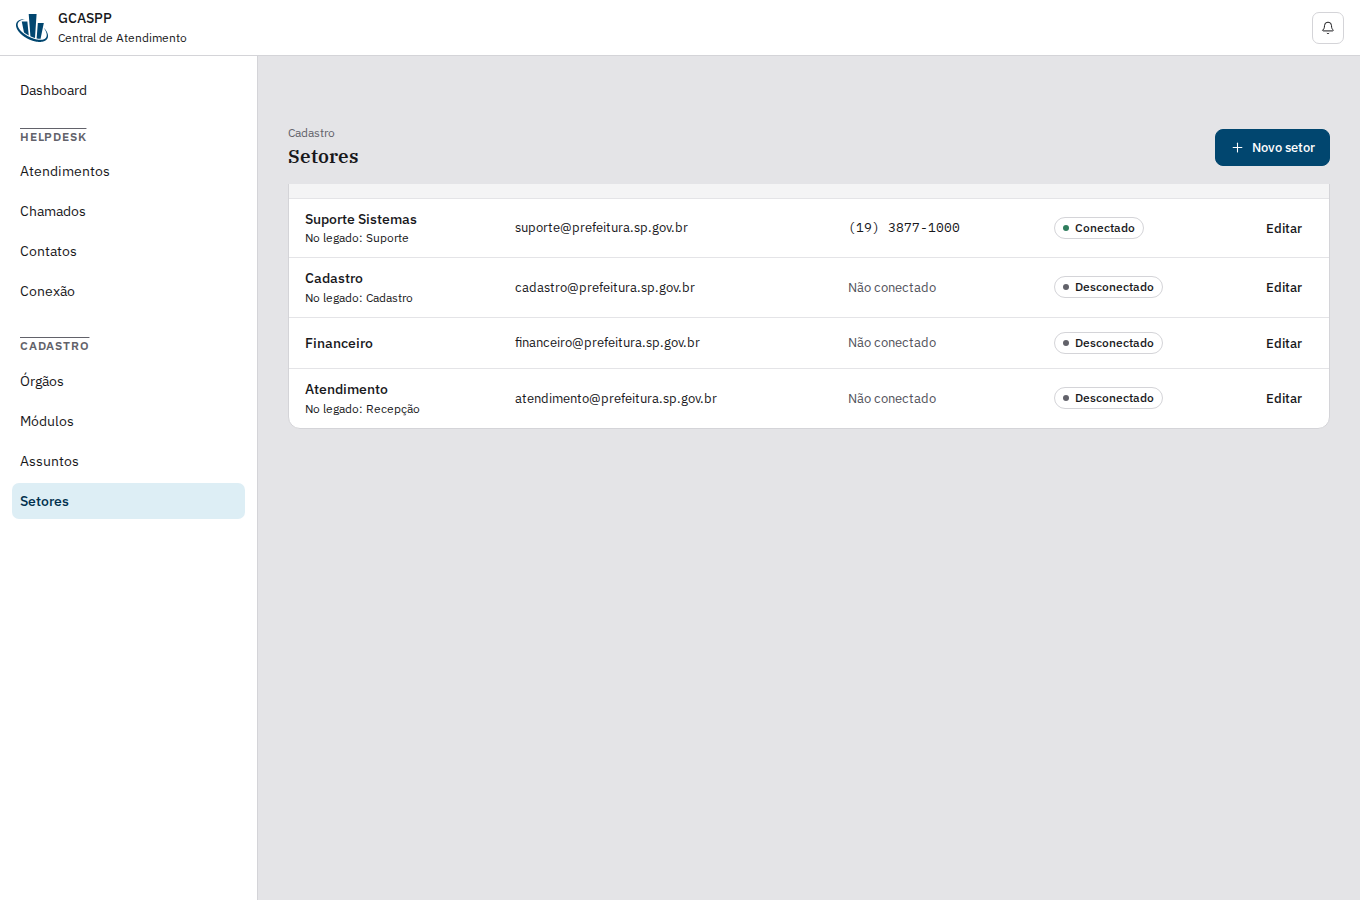 GCASPP
Central de Atendimento
Dashboard
HELPDESK
Atendimentos
Chamados
Contatos
Conexão
CADASTRO
Órgãos
Módulos
Assuntos
Setores
Cadastro
Setores
Novo setor
Suporte Sistemas
No legado: Suporte
suporte@prefeitura.sp.gov.br
(19) 3877-1000
Conectado
Editar
Cadastro
No legado: Cadastro
cadastro@prefeitura.sp.gov.br
Não conectado
Desconectado
Editar
Financeiro
financeiro@prefeitura.sp.gov.br
Não conectado
Desconectado
Editar
Atendimento
No legado: Recepção
atendimento@prefeitura.sp.gov.br
Não conectado
Desconectado
Editar